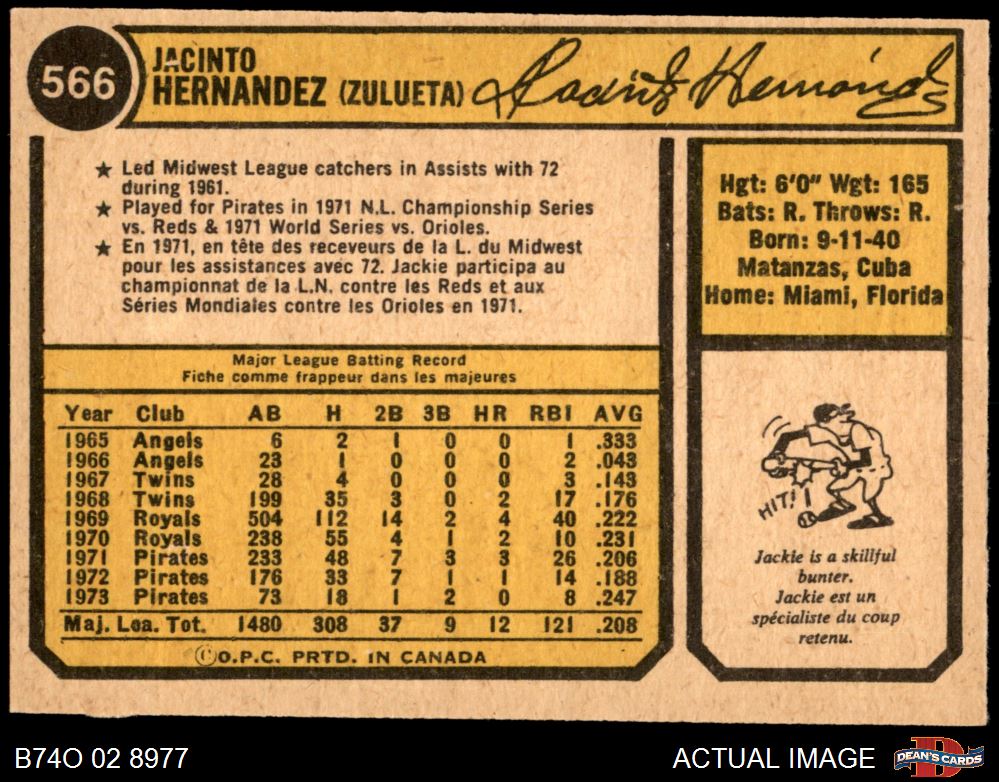 566
JACINTO
HERNANDEZ (ZULUETA)
Jacinto Hernández
★ Led Midwest League catchers in Assists with 72
during 1961.
★ Played for Pirates in 1971 N.L. Championship Series
vs. Reds & 1971 World Series vs. Orioles.
★ En 1971, en tête des receveurs de la L. du Midwest
pour les assistances avec 72. Jackie participa au
championnat de la L.N. contre les Reds et aux
Séries Mondiales contre les Orioles en 1971.
Hgt: 6'0" Wgt: 165
Bats: R. Throws: R.
Born: 9-11-40
Matanzas, Cuba
Home: Miami, Florida
Major League Batting Record
Fiche comme frappeur dans les majeures
Year Club AB H 2B 3B HR RBI AVG
1965 Angels 6 2 1 0 0 1 .333
1966 Angels 23 1 0 0 0 2 .043
1967 Twins 28 4 0 0 0 3 .143
1968 Twins 199 35 3 0 2 17 .176
1969 Royals 504 112 14 2 4 40 .222
1970 Royals 238 55 4 1 2 10 .231
1971 Pirates 233 48 7 3 3 26 .206
1972 Pirates 176 33 7 1 1 14 .188
1973 Pirates 73 18 1 2 0 8 .247
Maj. Lea. Tot. 1480 308 37 9 12 121 .208
©O.P.C. PRTD. IN CANADA
HIT!
Jackie is a skillful
bunter.
Jackie est un
spécialiste du coup
retenu.
B74O 02 8977
ACTUAL IMAGE
D
DEAN'S CARDS